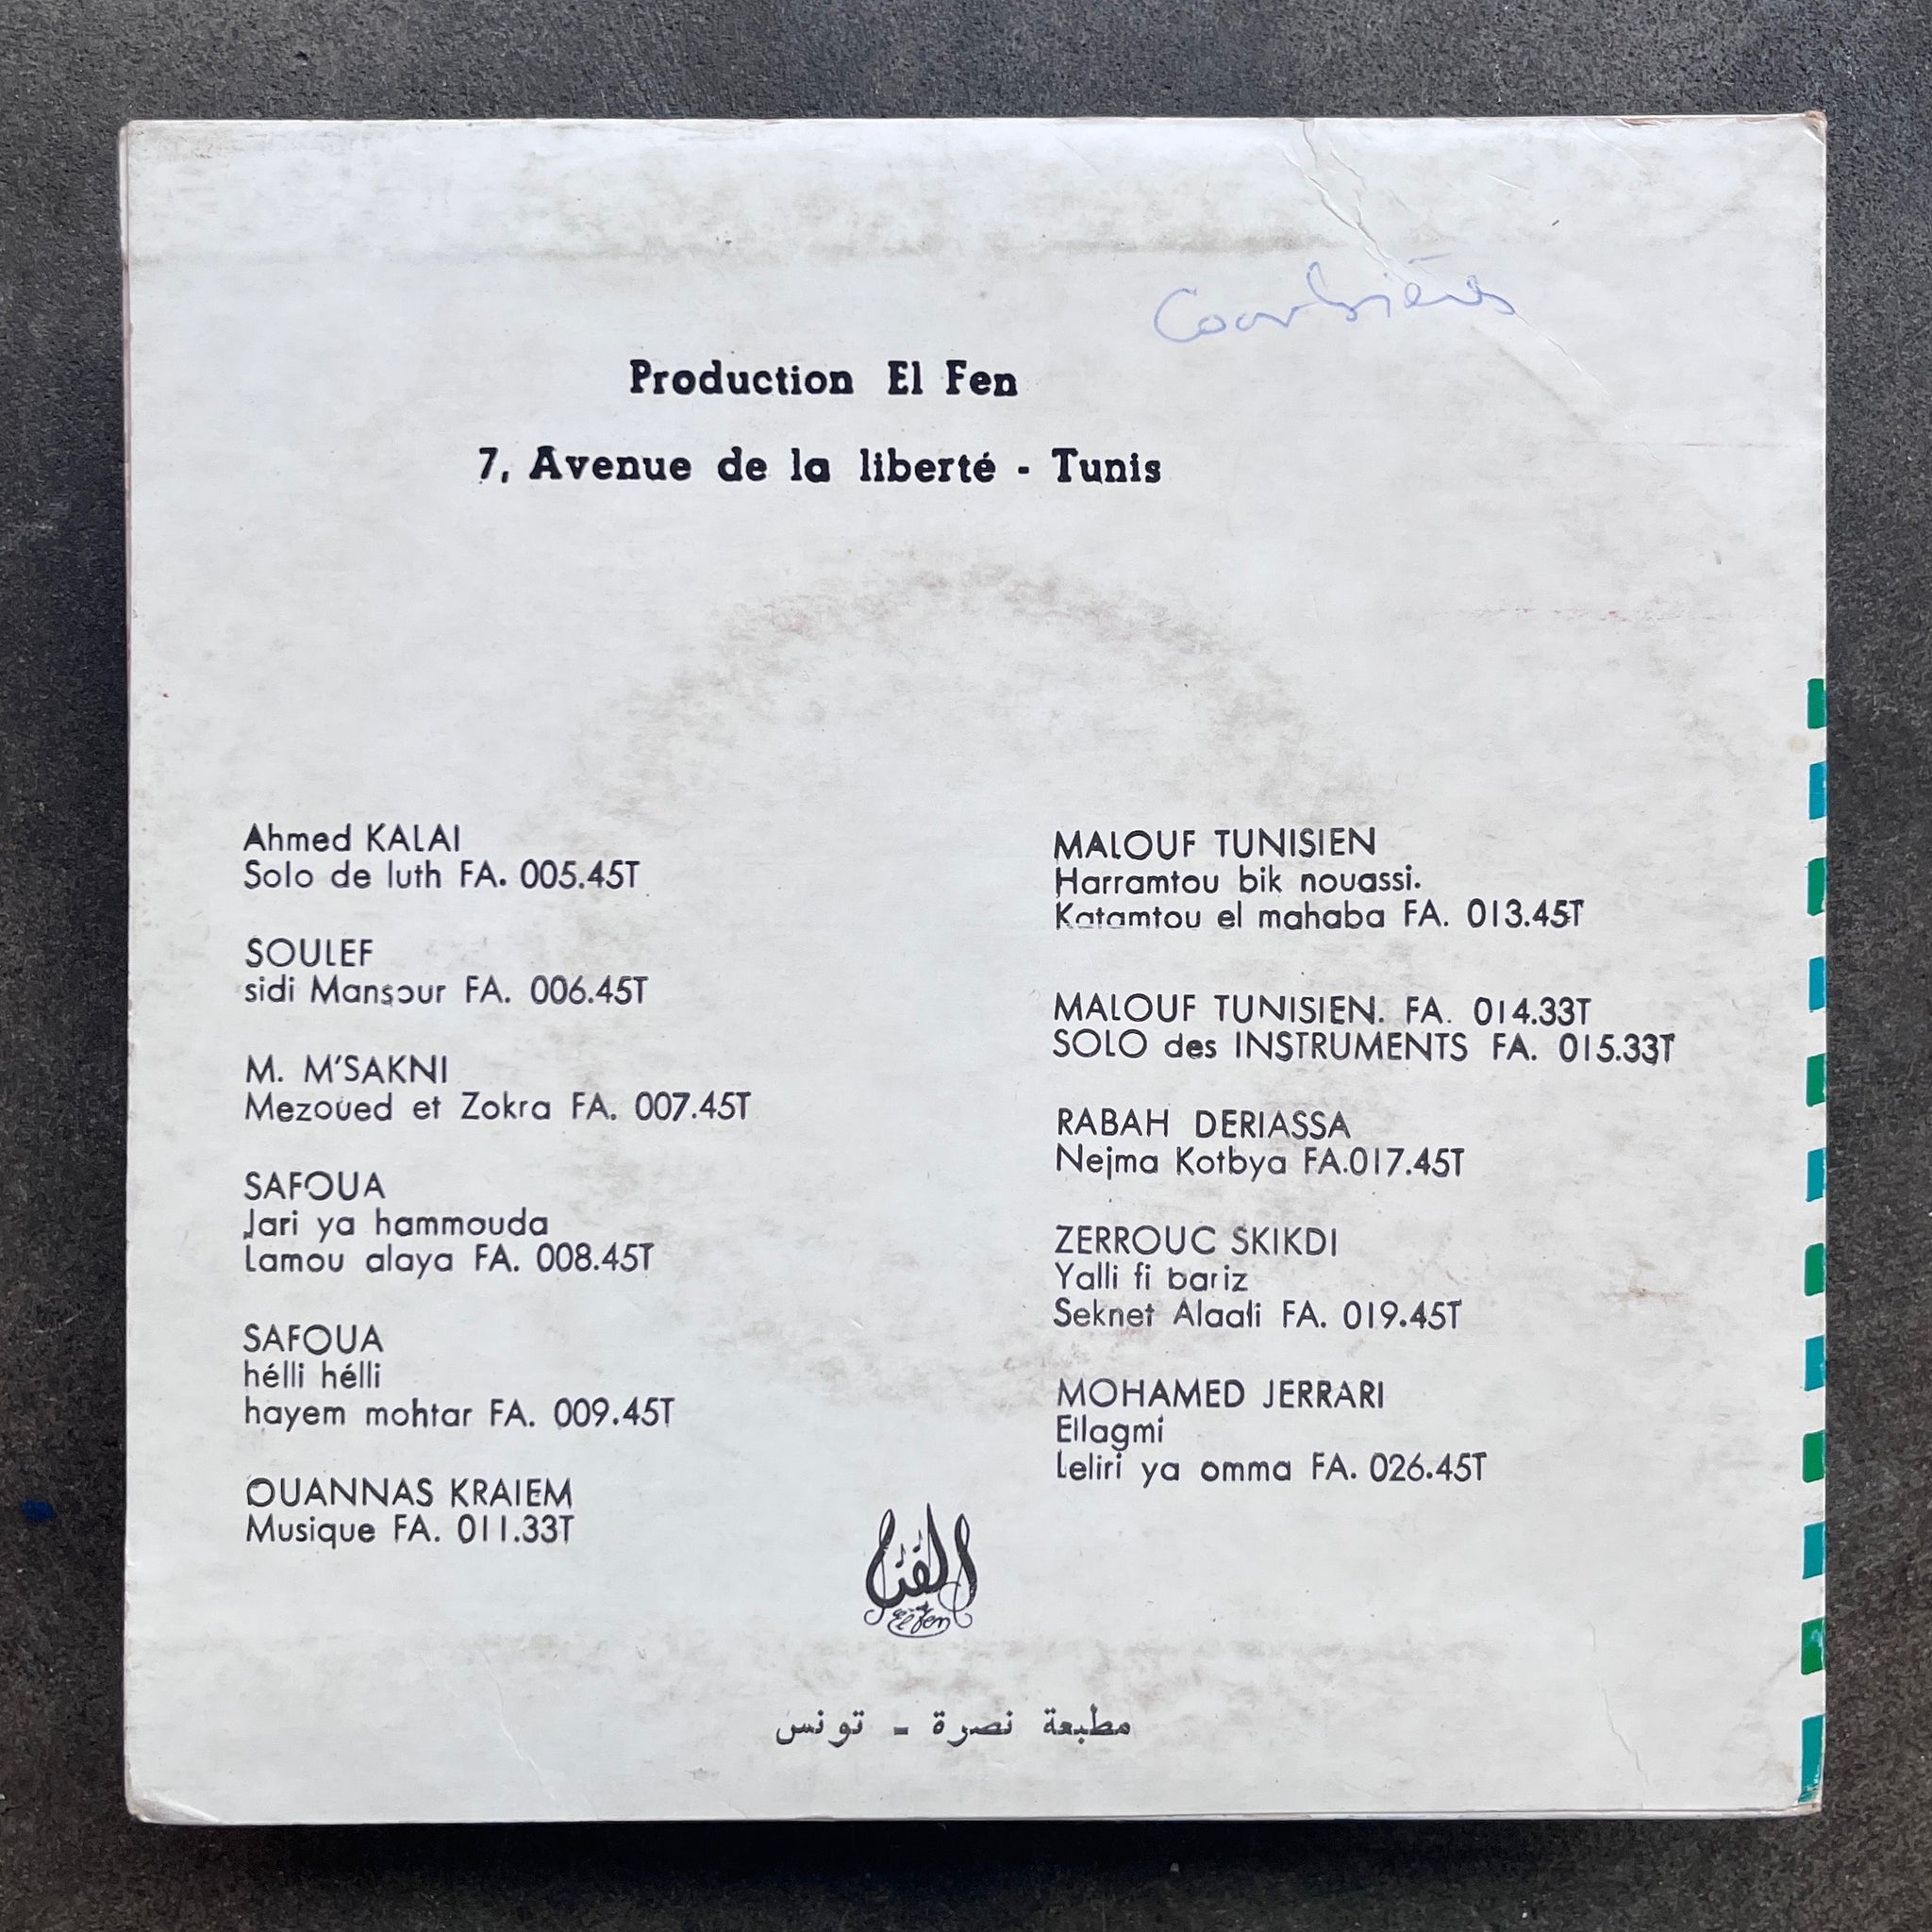 Production El Fen
7, Avenue de la liberté - Tunis
Ahmed KALAI
Solo de luth FA. 005.45T
SOULEF
sidi Mansour FA. 006.45T
M. M'SAKNI
Mezoued et Zokra FA. 007.45T
SAFOUA
Jari ya hammouda
Lamou alaya FA. 008.45T
SAFOUA
hélli hélli
hayem mohtar FA. 009.45T
OUANNAS KRAIEM
Musique FA. 011.33T
MALOUF TUNISIEN
Harramtou bik nouassi.
Katamtou el mahaba FA. 013.45T
MALOUF TUNISIEN. FA. 014.33T
SOLO des INSTRUMENTS FA. 015.33T
RABAH DERIASSA
Nejma Kotbya FA.017.45T
ZERROUC SKIKDI
Yalli fi bariz
Seknet Alaali FA. 019.45T
MOHAMED JERRARI
Ellagmi
Leliri ya omma FA. 026.45T
الفن
El fen
مطبعة نصرة - تونس